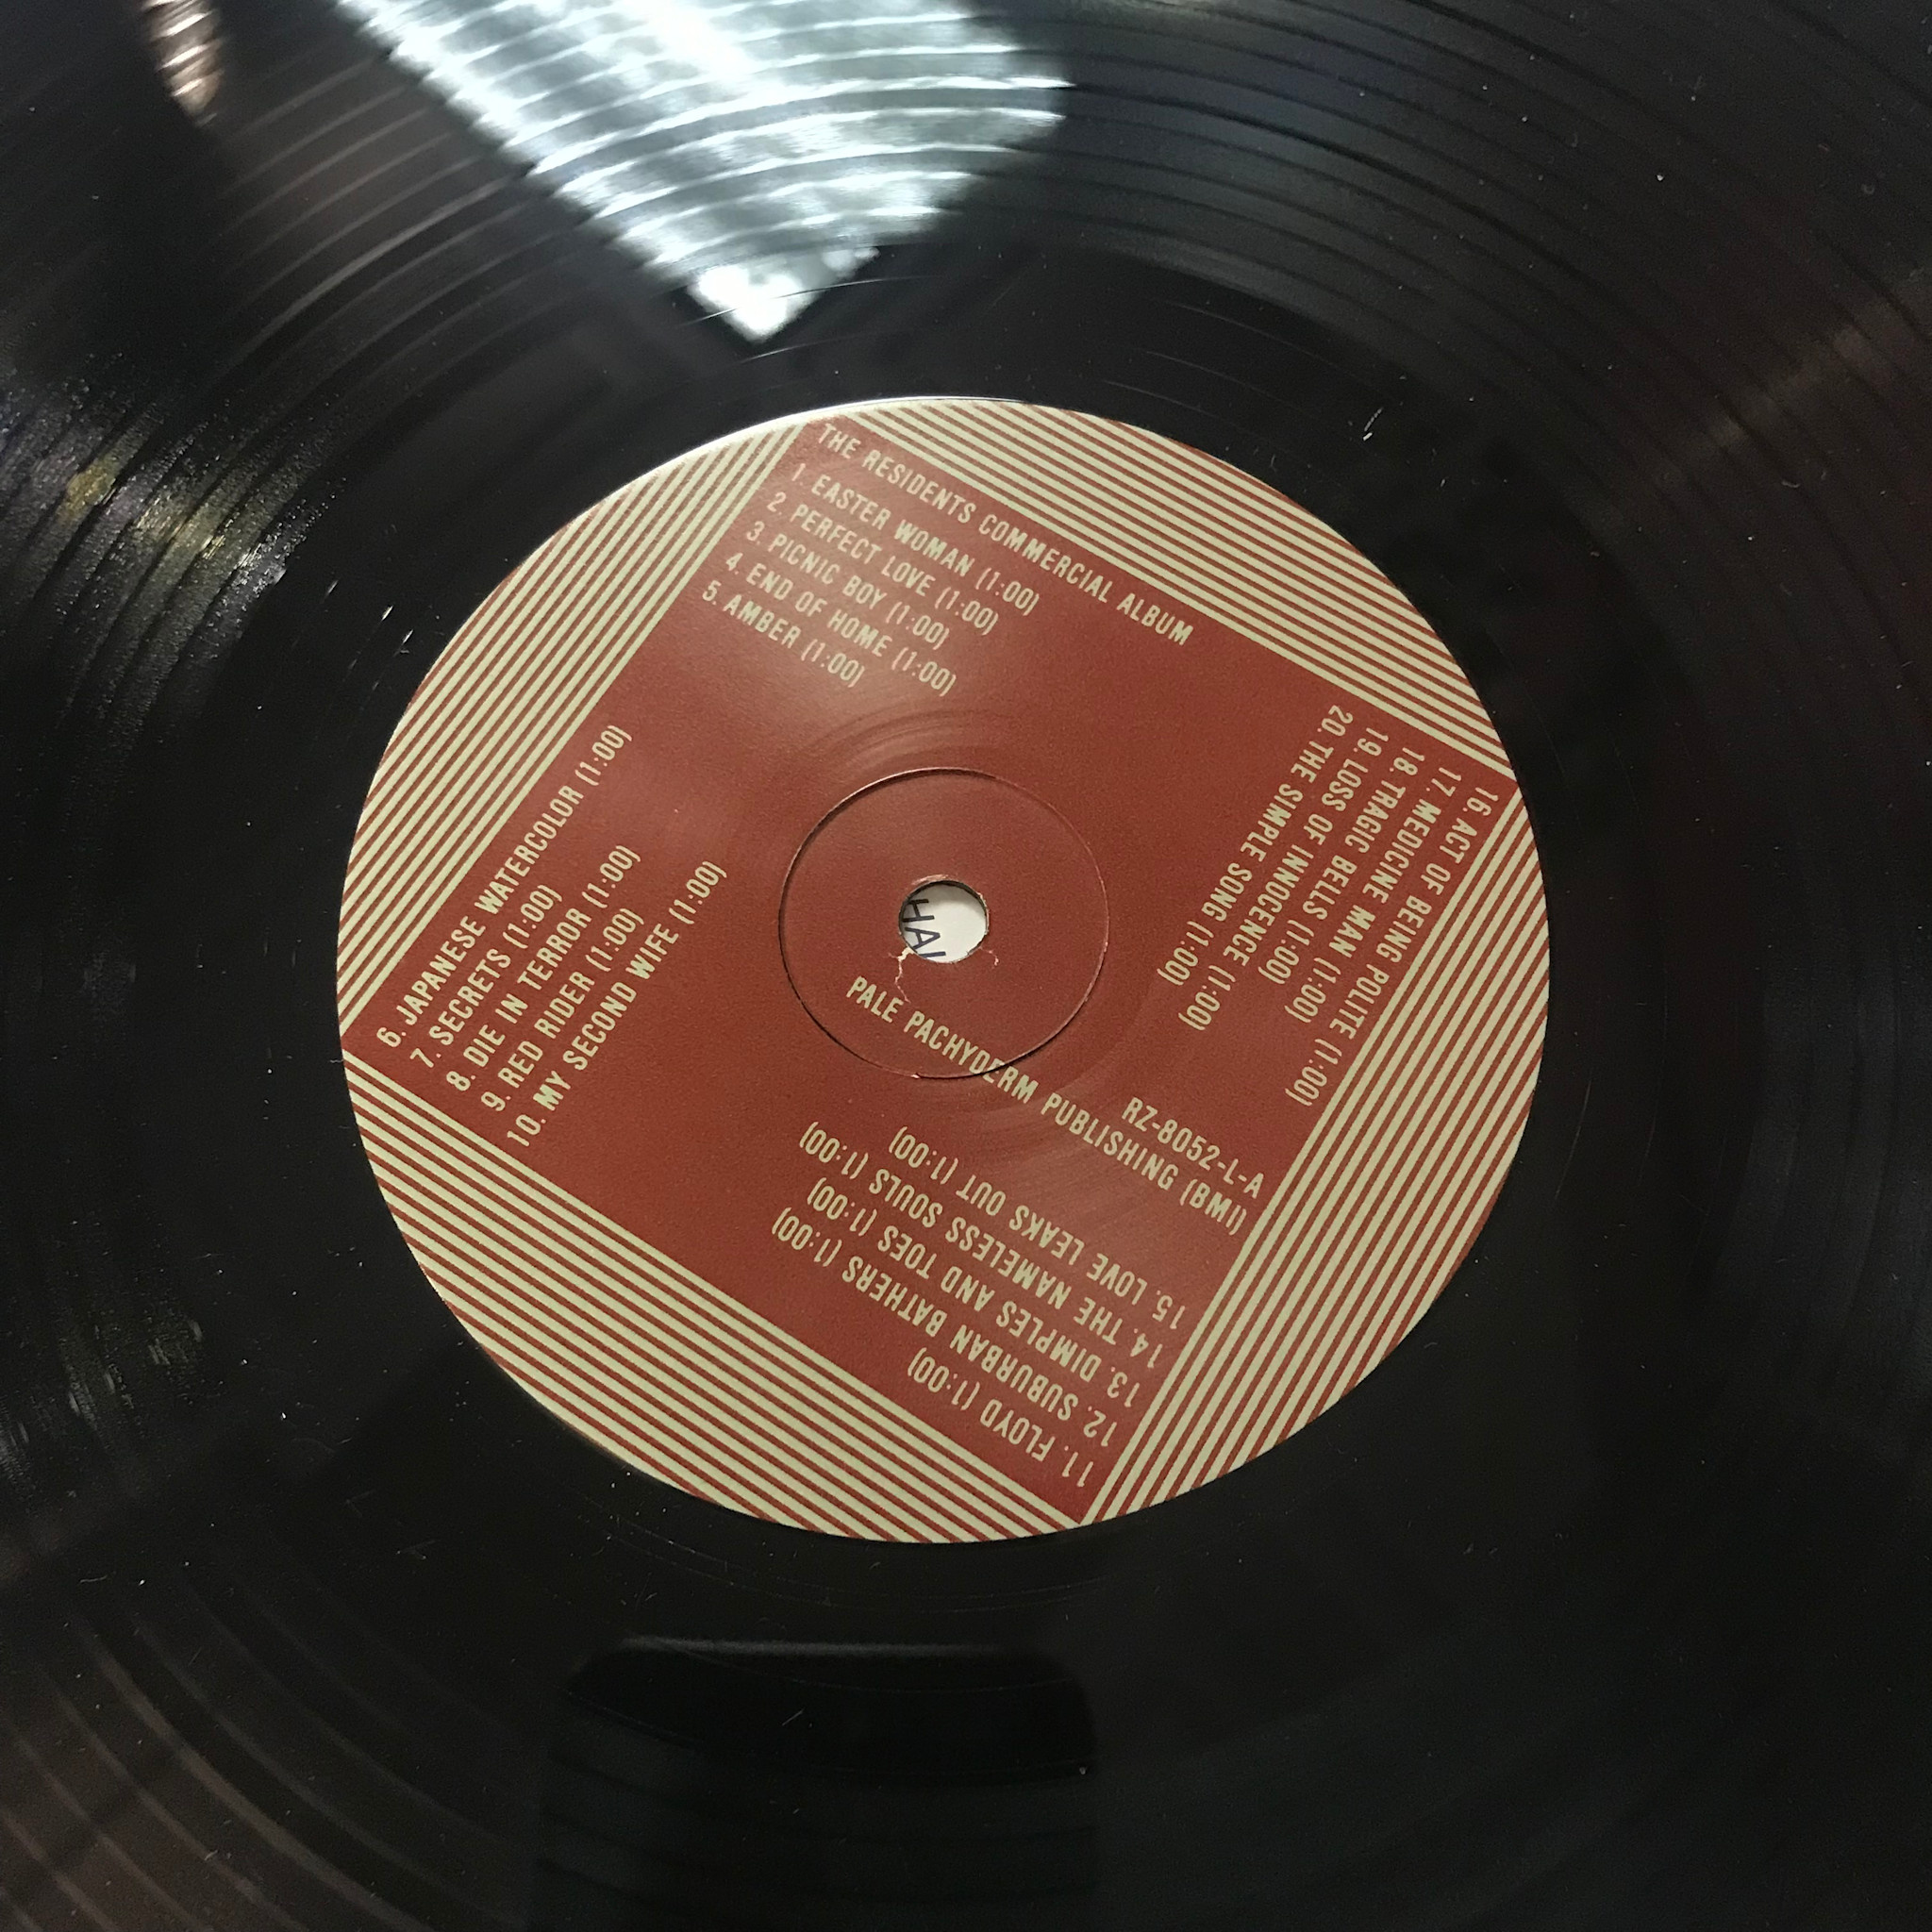 THE RESIDENTS COMMERCIAL ALBUM
1. EASTER WOMAN (1:00)
2. PERFECT LOVE (1:00)
3. PICNIC BOY (1:00)
4. END OF HOME (1:00)
5. AMBER (1:00)
6. JAPANESE WATERCOLOR (1:00)
7. SECRETS (1:00)
8. DIE IN TERROR (1:00)
9. RED RIDER (1:00)
10. MY SECOND WIFE (1:00)
11. FLOYD (1:00)
12. SUBURBAN BATHERS (1:00)
13. DIMPLES AND TOES (1:00)
14. THE NAMELESS SOULS (1:00)
15. LOVE LEAKS OUT (1:00)
16. ACT OF BEING POLITE (1:00)
17. MEDICINE MAN (1:00)
18. TRAGIC BELLS (1:00)
19. LOSS OF INNOCENCE (1:00)
20. THE SIMPLE SONG (1:00)
RZ-8052-L-A
PALE PACHYDERM PUBLISHING (BMI)